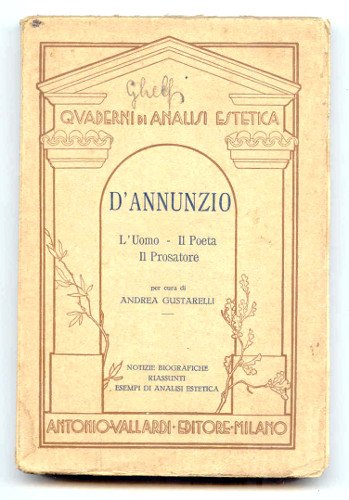 Ghelfi
QVADERNI DI ANALISI ESTETICA
D'ANNUNZIO
L'Uomo - Il Poeta
Il Prosatore
per cura di
ANDREA GUSTARELLI
NOTIZIE BIOGRAFICHE
RIASSUNTI
ESEMPI DI ANALISI ESTETICA
ANTONIO·VALLARDI·EDITORE·MILANO